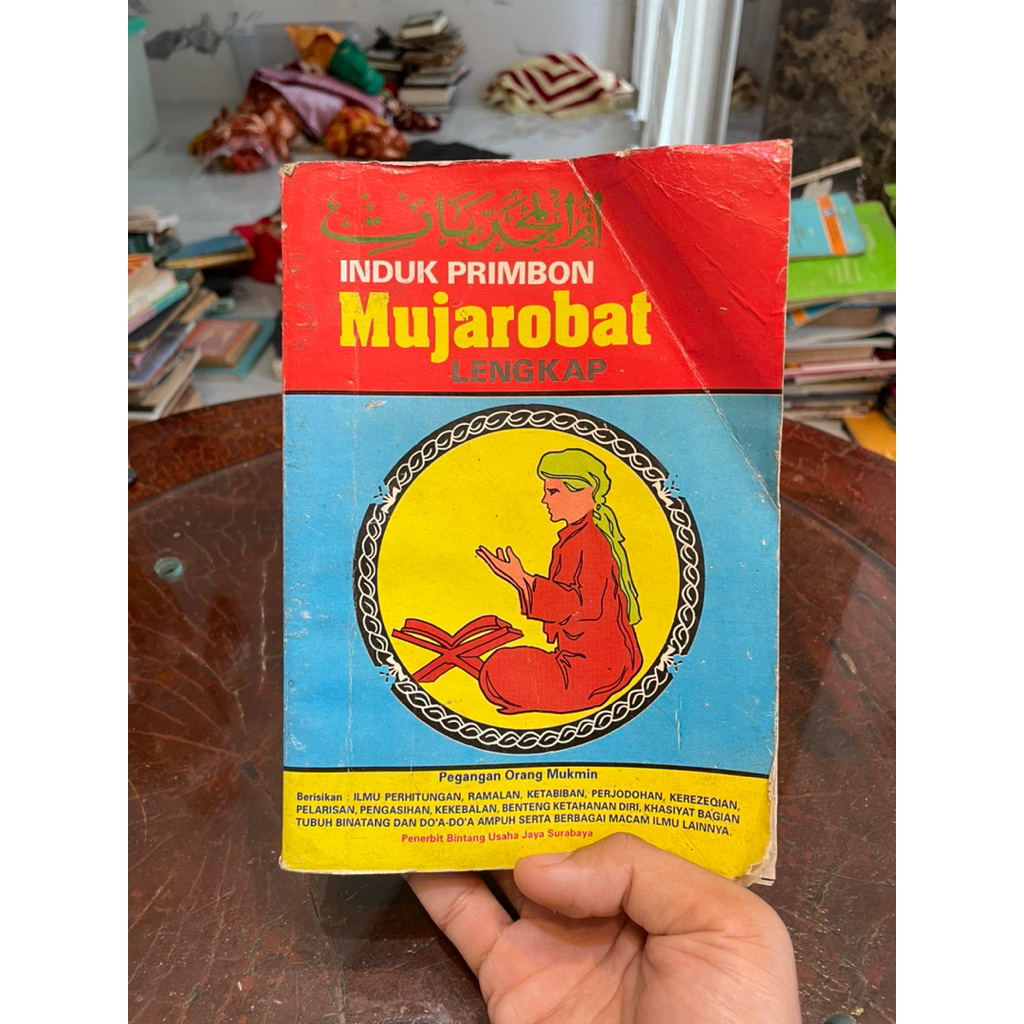 أم المجربات
INDUK PRIMBON
Mujarobat
LENGKAP
Pegangan Orang Mukmin
Berisikan : ILMU PERHITUNGAN, RAMALAN, KETABIBAN, PERJODOHAN, KEREZEQIAN,
PELARISAN, PENGASIHAN, KEKEBALAN, BENTENG KETAHANAN DIRI, KHASIYAT BAGIAN
TUBUH BINATANG DAN DO'A-DO'A AMPUH SERTA BERBAGAI MACAM ILMU LAINNYA.
Penerbit Bintang Usaha Jaya Surabaya